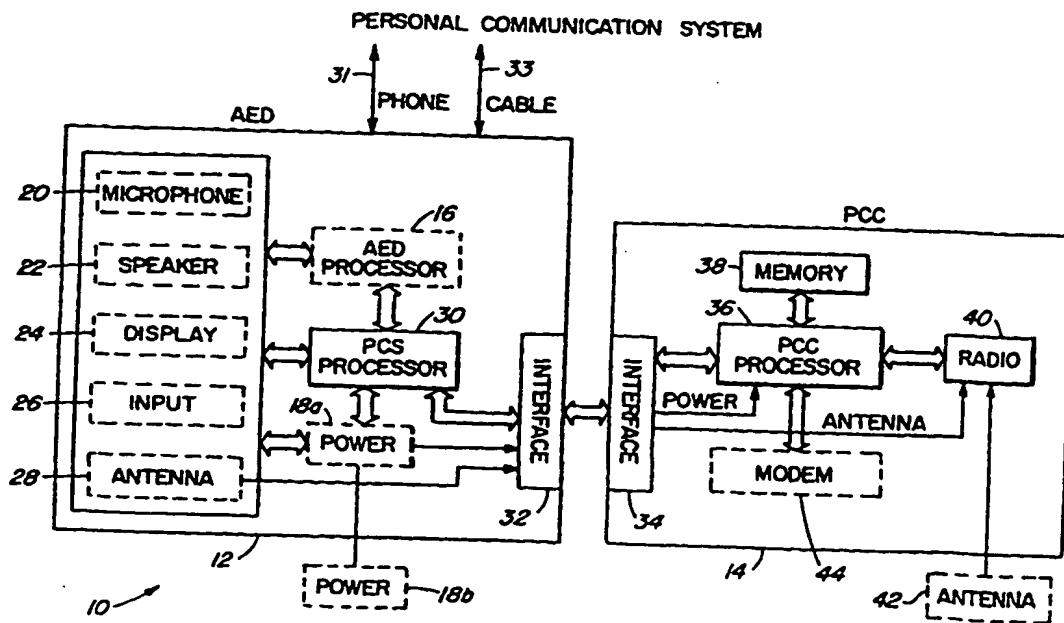 PERSONAL COMMUNICATION SYSTEM
31
33
PHONE
CABLE
AED
20
MICROPHONE
22
SPEAKER
24
DISPLAY
26
INPUT
28
ANTENNA
16
AED
PROCESSOR
30
PCS
PROCESSOR
18a
POWER
INTERFACE
32
12
10
POWER
18b
PCC
38
MEMORY
36
PCC
PROCESSOR
40
RADIO
INTERFACE
34
POWER
ANTENNA
MODEM
14
44
42
ANTENNA